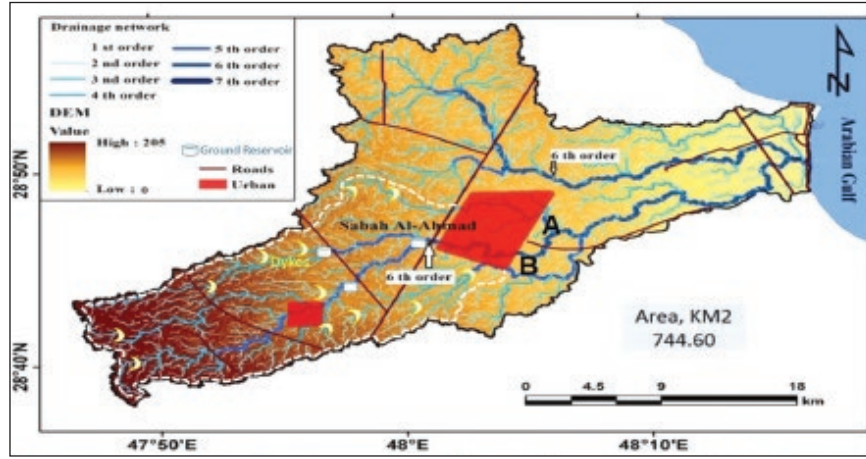 Drainage network
1 st order
2 nd order
3 nd order
4 th order
5 th order
6 th order
7 th order
DEM
Value
High : 205
Low : 0
Ground Reservoir
Roads
Urban
6 th order
Arabian Gulf
Sabah Al-Ahmad
A
B
Dykes
6 th order
Area, KM2
744.60
0 4.5 9 18
km
28°50'N
28°40'N
47°50'E 48°E 48°10'E
N